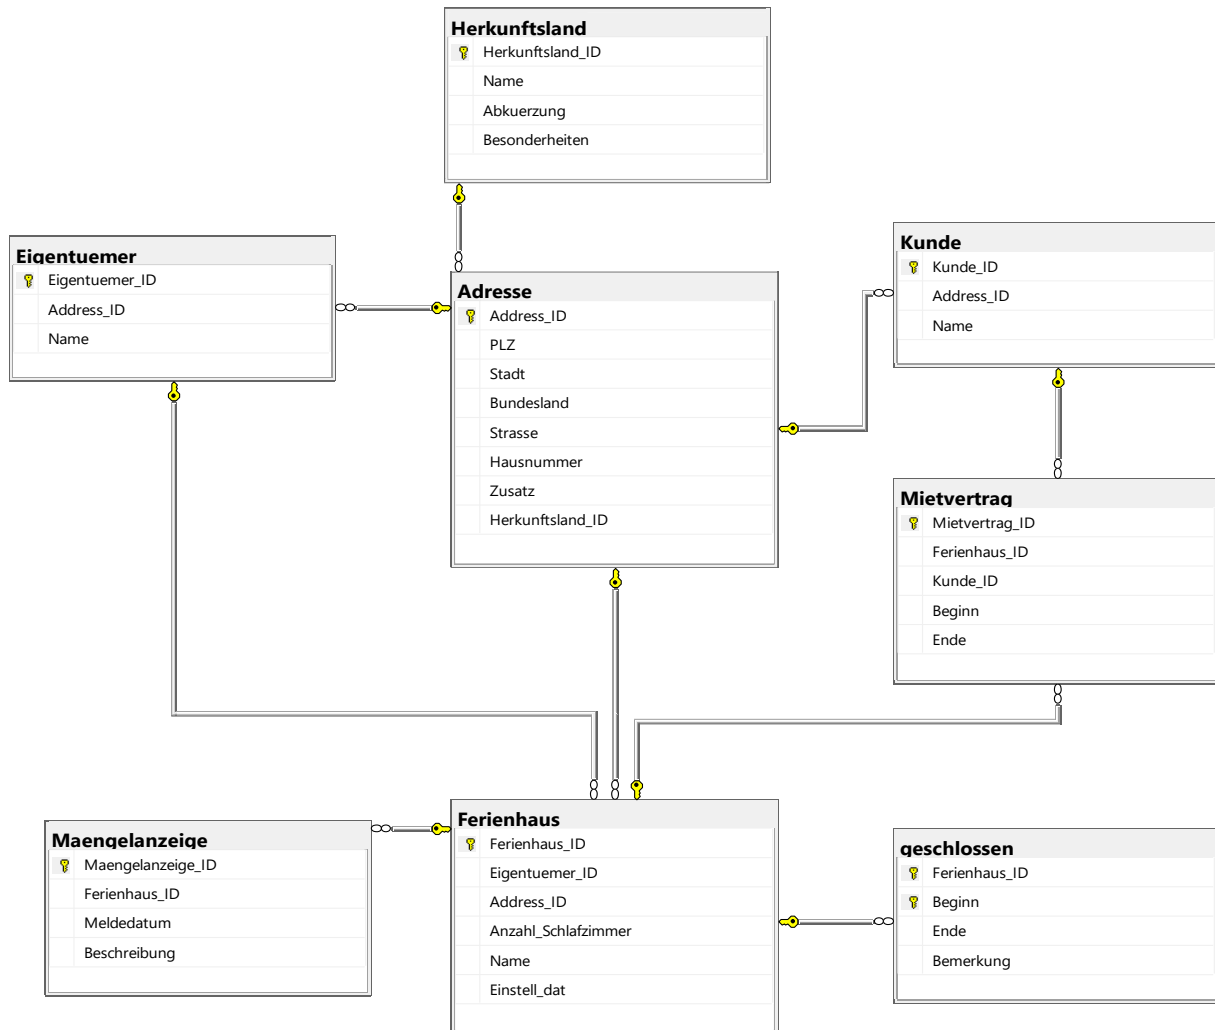 Herkunftsland
Herkunftsland_ID
Name
Abkuerzung
Besonderheiten
Eigentuemer
Eigentuemer_ID
Address_ID
Name
Adresse
Address_ID
PLZ
Stadt
Bundesland
Strasse
Hausnummer
Zusatz
Herkunftsland_ID
Kunde
Kunde_ID
Address_ID
Name
Mietvertrag
Mietvertrag_ID
Ferienhaus_ID
Kunde_ID
Beginn
Ende
Maengelanzeige
Maengelanzeige_ID
Ferienhaus_ID
Meldedatum
Beschreibung
Ferienhaus
Ferienhaus_ID
Eigentuemer_ID
Address_ID
Anzahl_Schlafzimmer
Name
Einstell_dat
geschlossen
Ferienhaus_ID
Beginn
Ende
Bemerkung